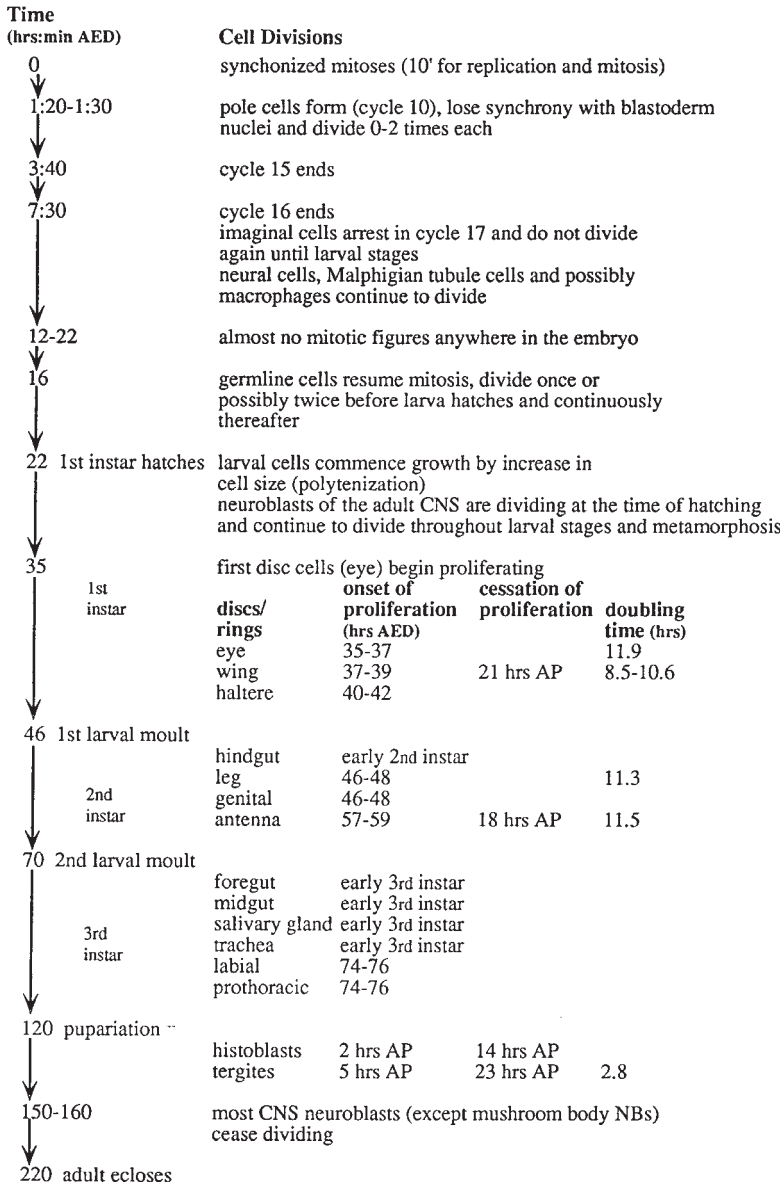 Time
(hrs:min AED) Cell Divisions
0 synchonized mitoses (10' for replication and mitosis)
1:20-1:30 pole cells form (cycle 10), lose synchrony with blastoderm
nuclei and divide 0-2 times each
3:40 cycle 15 ends
7:30 cycle 16 ends
imaginal cells arrest in cycle 17 and do not divide
again until larval stages
neural cells, Malphigian tubule cells and possibly
macrophages continue to divide
12-22 almost no mitotic figures anywhere in the embryo
16 germline cells resume mitosis, divide once or
possibly twice before larva hatches and continuously
thereafter
22 1st instar hatches larval cells commence growth by increase in
cell size (polytenization)
neuroblasts of the adult CNS are dividing at the time of hatching
and continue to divide throughout larval stages and metamorphosis
35 first disc cells (eye) begin proliferating
1st onset of cessation of
instar discs/ proliferation proliferation doubling
rings (hrs AED) time (hrs)
eye 35-37 11.9
wing 37-39 21 hrs AP 8.5-10.6
haltere 40-42
46 1st larval moult
hindgut early 2nd instar
leg 46-48 11.3
2nd genital 46-48
instar antenna 57-59 18 hrs AP 11.5
70 2nd larval moult
foregut early 3rd instar
midgut early 3rd instar
salivary gland early 3rd instar
3rd trachea early 3rd instar
instar labial 74-76
prothoracic 74-76
120 pupariation
histoblasts 2 hrs AP 14 hrs AP
tergites 5 hrs AP 23 hrs AP 2.8
150-160 most CNS neuroblasts (except mushroom body NBs)
cease dividing
220 adult ecloses